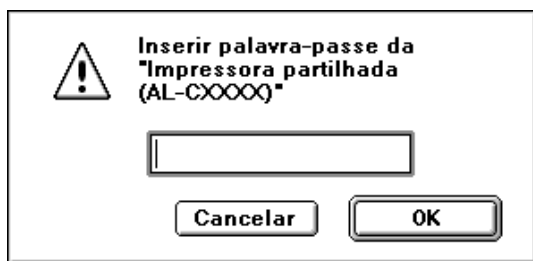 Inserir palavra-passe da
"Impressora partilhada
(AL-CXXXX)"
Cancelar
OK